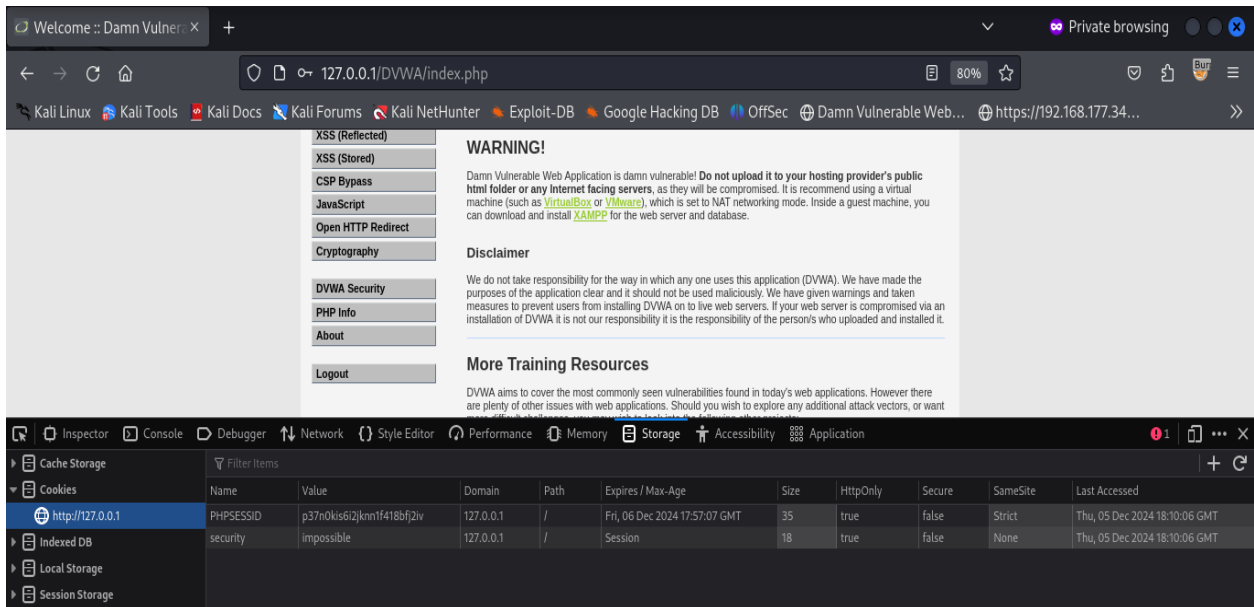 Welcome :: Damn Vulnera
Private browsing
127.0.0.1/DVWA/index.php
80%
Kali Linux Kali Tools Kali Docs Kali Forums Kali NetHunter Exploit-DB Google Hacking DB OffSec Damn Vulnerable Web... https://192.168.177.34...
XSS (Reflected)
XSS (Stored)
CSP Bypass
JavaScript
Open HTTP Redirect
Cryptography
DVWA Security
PHP Info
About
Logout
WARNING!
Damn Vulnerable Web Application is damn vulnerable! Do not upload it to your hosting provider's public
html folder or any Internet facing servers, as they will be compromised. It is recommend using a virtual
machine (such as VirtualBox or VMware), which is set to NAT networking mode. Inside a guest machine, you
can download and install XAMPP for the web server and database.
Disclaimer
We do not take responsibility for the way in which any one uses this application (DVWA). We have made the
purposes of the application clear and it should not be used maliciously. We have given warnings and taken
measures to prevent users from installing DVWA on to live web servers. If your web server is compromised via an
installation of DVWA it is not our responsibility it is the responsibility of the person/s who uploaded and installed it.
More Training Resources
DVWA aims to cover the most commonly seen vulnerabilities found in today's web applications. However there
are plenty of other issues with web applications. Should you wish to explore any additional attack vectors, or want
Inspector Console Debugger Network Style Editor Performance Memory Storage Accessibility Application 1
Cache Storage
Cookies
http://127.0.0.1
Indexed DB
Local Storage
Session Storage
Filter Items
Name Value Domain Path Expires / Max-Age Size HttpOnly Secure SameSite Last Accessed
PHPSESSID p37n0kis6i2jknn1f418bfj2iv 127.0.0.1 / Fri, 06 Dec 2024 17:57:07 GMT 35 true false Strict Thu, 05 Dec 2024 18:10:06 GMT
security impossible 127.0.0.1 / Session 18 true false None Thu, 05 Dec 2024 18:10:06 GMT